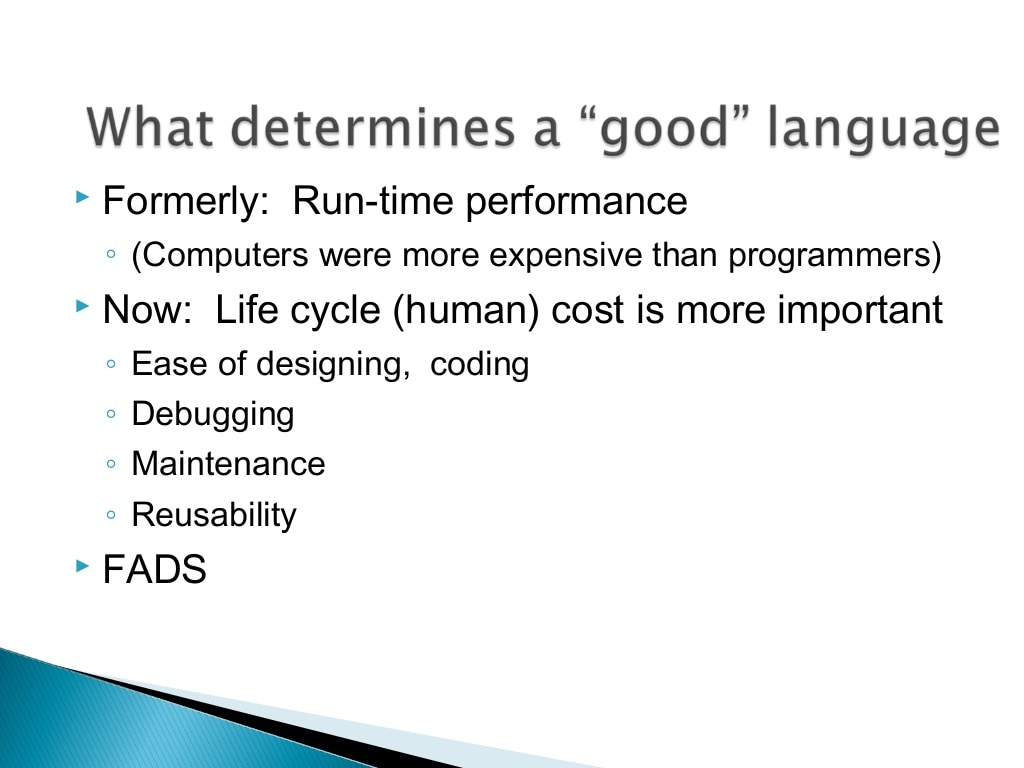 What determines a “good” language
Formerly:  Run-time performance
(Computers were more expensive than programmers)
Now:  Life cycle (human) cost is more important
Ease of designing,  coding
Debugging
Maintenance
Reusability
FADS